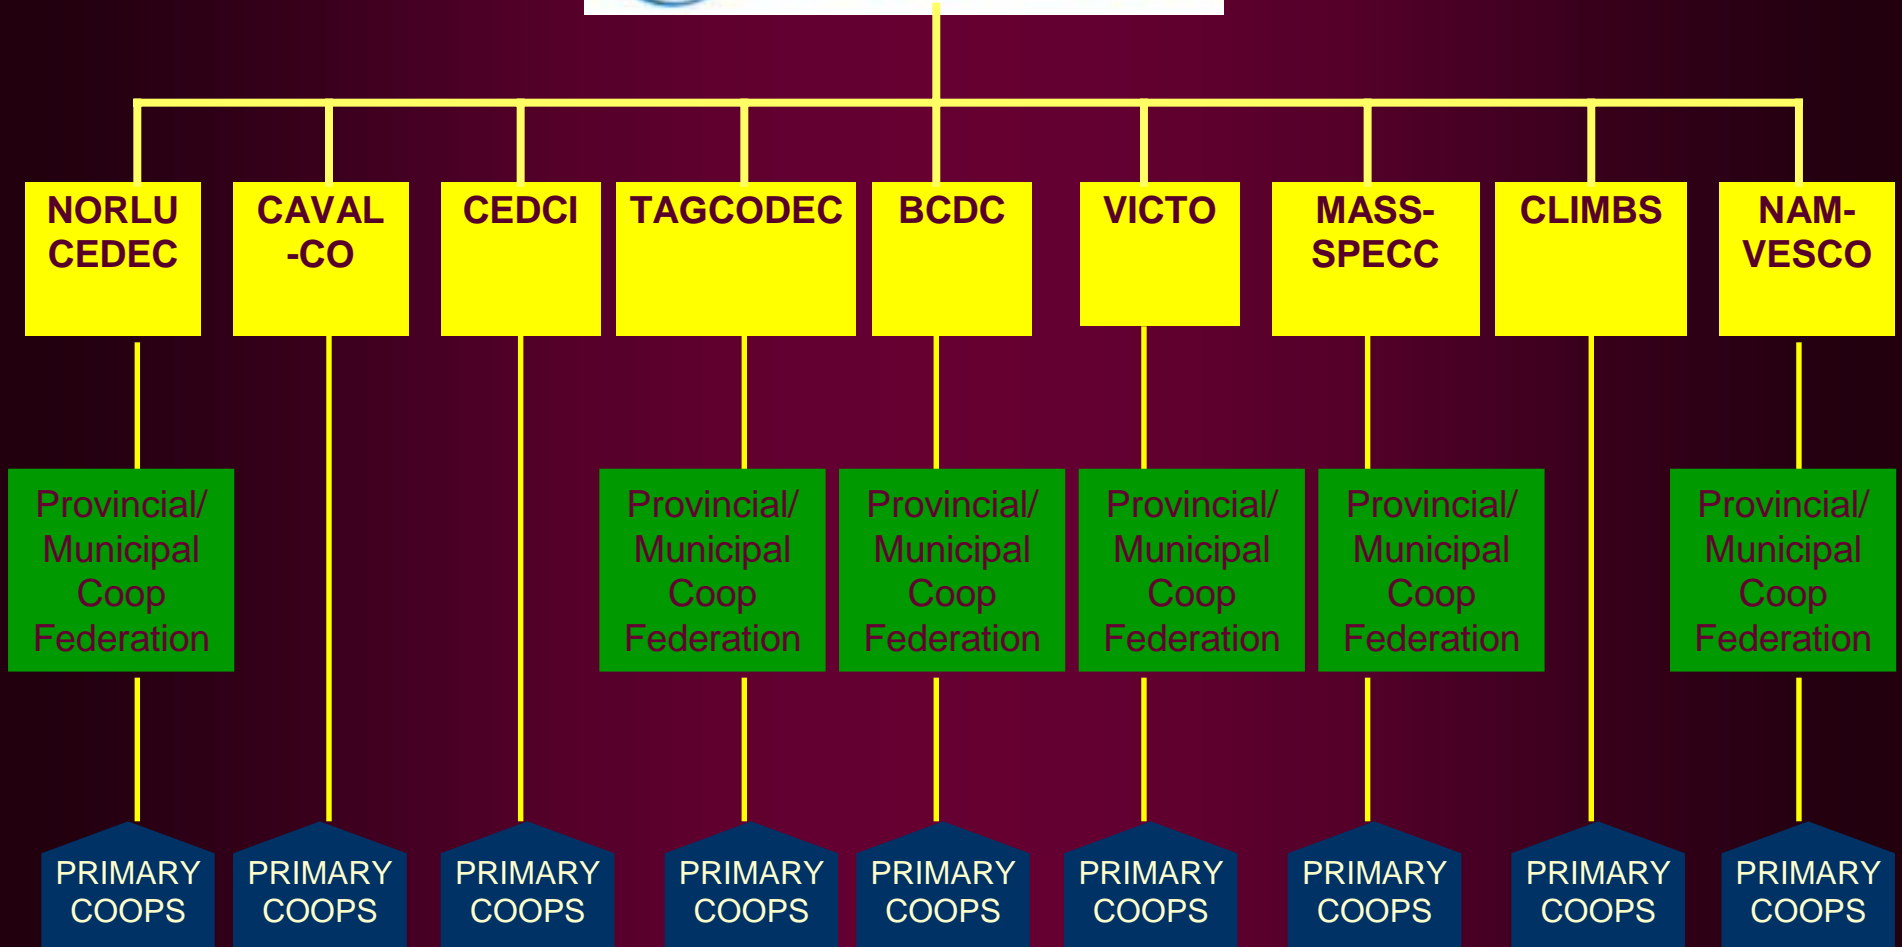 NORLU
CEDEC
CAVAL
-CO
CEDCI
TAGCODEC
BCDC
VICTO
MASS-
SPECC
CLIMBS
NAM-
VESCO
Provincial/
Municipal
Coop
Federation
Provincial/
Municipal
Coop
Federation
Provincial/
Municipal
Coop
Federation
Provincial/
Municipal
Coop
Federation
Provincial/
Municipal
Coop
Federation
Provincial/
Municipal
Coop
Federation
PRIMARY
COOPS
PRIMARY
COOPS
PRIMARY
COOPS
PRIMARY
COOPS
PRIMARY
COOPS
PRIMARY
COOPS
PRIMARY
COOPS
PRIMARY
COOPS
PRIMARY
COOPS